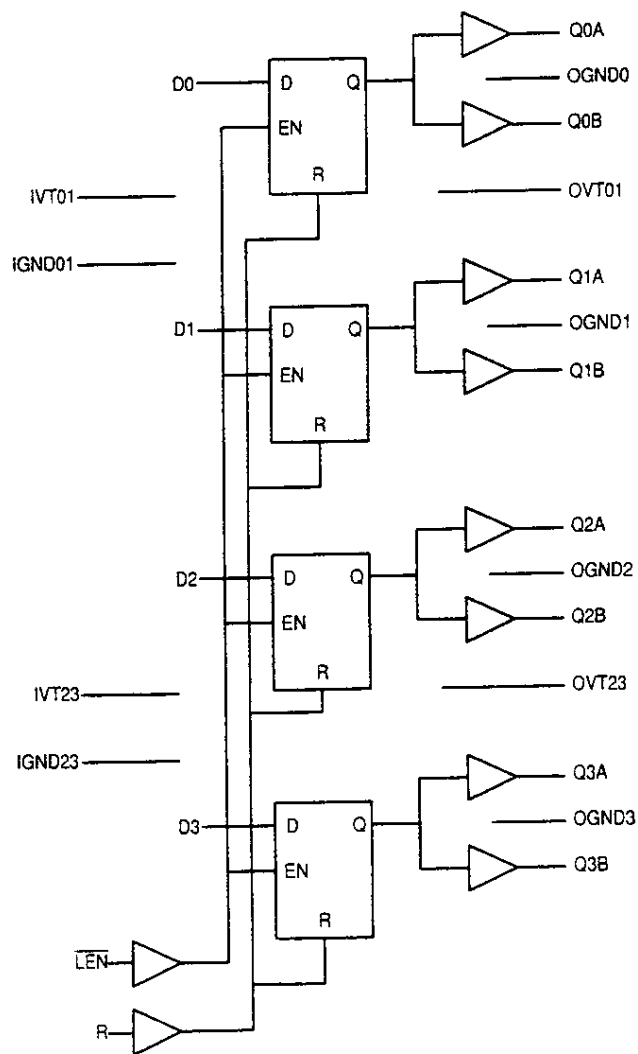 Q0A
D0 D Q OGND0
EN Q0B
R
IVT01 OVT01
IGND01
Q1A
D1 D Q OGND1
EN Q1B
R
Q2A
D2 D Q OGND2
EN Q2B
R
IVT23 OVT23
IGND23
Q3A
D3 D Q OGND3
EN Q3B
R
L̅E̅N̅
R